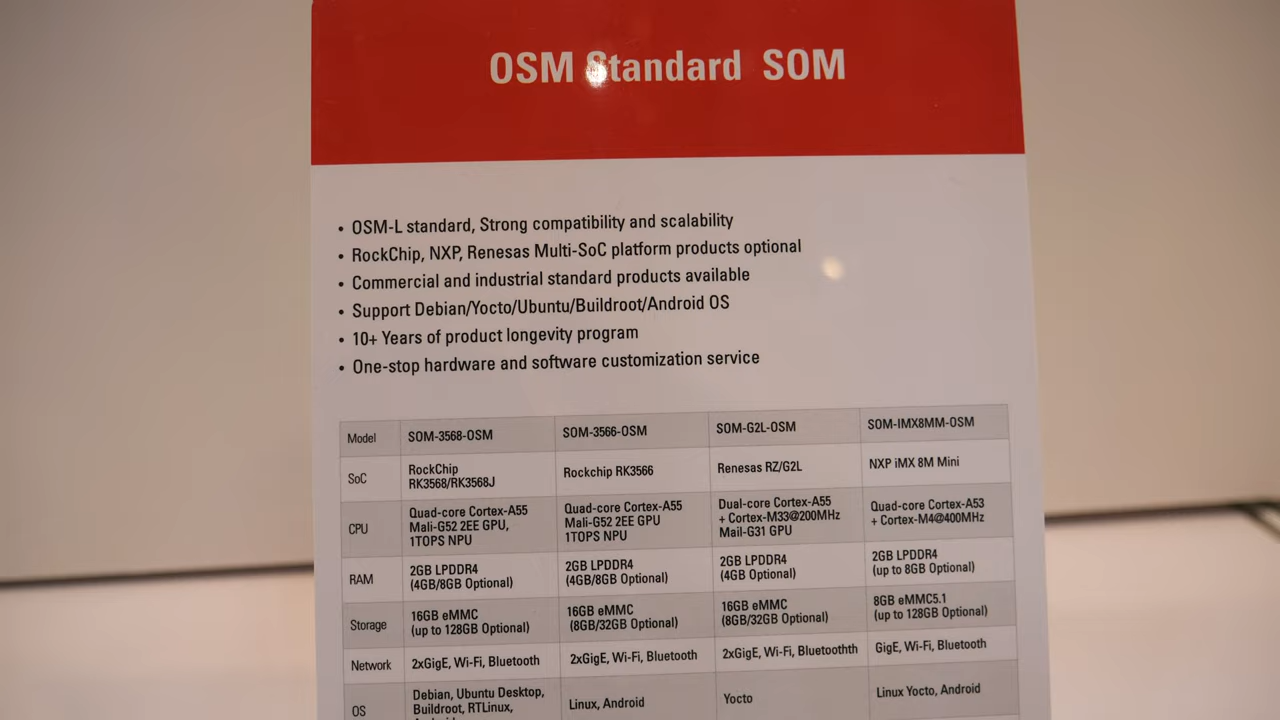 OSM Standard SOM
• OSM-L standard, Strong compatibility and scalability
• RockChip, NXP, Renesas Multi-SoC platform products optional
• Commercial and industrial standard products available
• Support Debian/Yocto/Ubuntu/Buildroot/Android OS
• 10+ Years of product longevity program
• One-stop hardware and software customization service
Model SOM-3568-OSM SOM-3566-OSM SOM-G2L-OSM SOM-IMX8MM-OSM
SoC RockChip RK3568/RK3568J Rockchip RK3566 Renesas RZ/G2L NXP iMX 8M Mini
CPU Quad-core Cortex-A55 Mali-G52 2EE GPU, 1TOPS NPU Quad-core Cortex-A55 Mali-G52 2EE GPU 1TOPS NPU Dual-core Cortex-A55 + Cortex-M33@200MHz Mail-G31 GPU Quad-core Cortex-A53 + Cortex-M4@400MHz
RAM 2GB LPDDR4 (4GB/8GB Optional) 2GB LPDDR4 (4GB/8GB Optional) 2GB LPDDR4 (4GB Optional) 2GB LPDDR4 (up to 8GB Optional)
Storage 16GB eMMC (up to 128GB Optional) 16GB eMMC (8GB/32GB Optional) 16GB eMMC (8GB/32GB Optional) 8GB eMMC5.1 (up to 128GB Optional)
Network 2xGigE, Wi-Fi, Bluetooth 2xGigE, Wi-Fi, Bluetooth 2xGigE, Wi-Fi, Bluetoothth GigE, Wi-Fi, Bluetooth
OS Debian, Ubuntu Desktop, Buildroot, RTLinux, Linux, Android Yocto Linux Yocto, Android